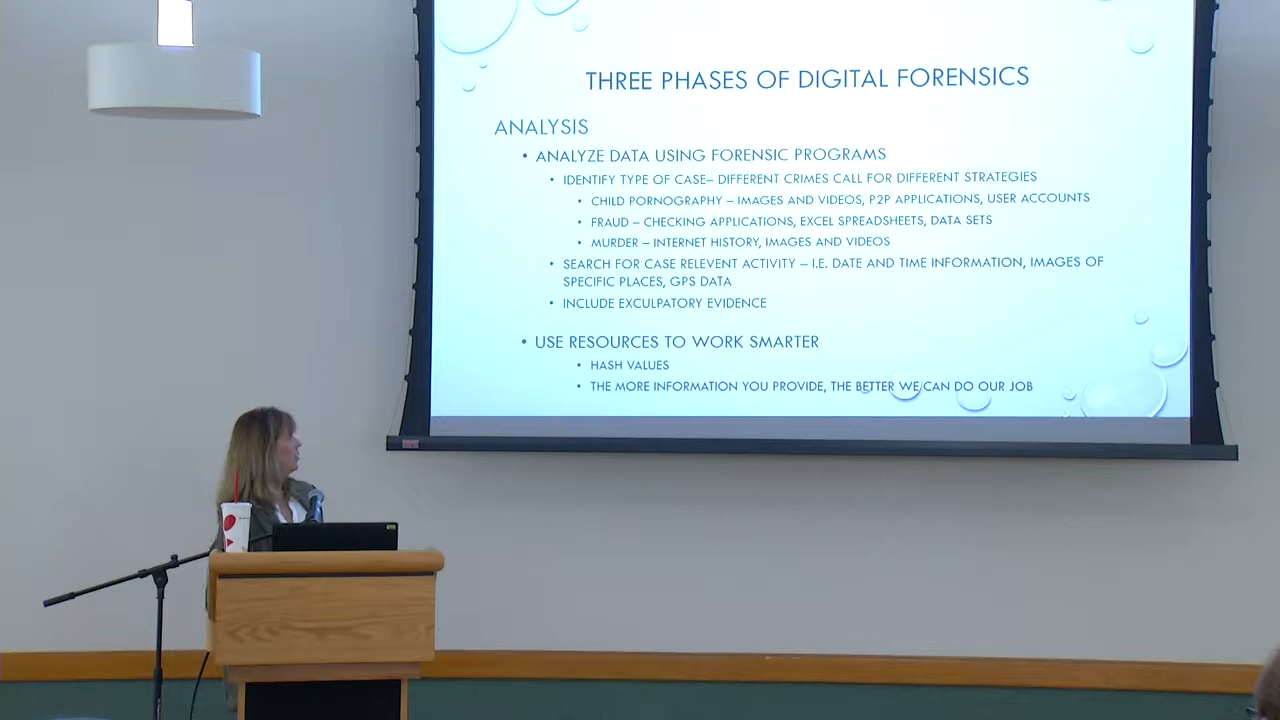 THREE PHASES OF DIGITAL FORENSICS
ANALYSIS
• ANALYZE DATA USING FORENSIC PROGRAMS
• IDENTIFY TYPE OF CASE– DIFFERENT CRIMES CALL FOR DIFFERENT STRATEGIES
• CHILD PORNOGRAPHY – IMAGES AND VIDEOS, P2P APPLICATIONS, USER ACCOUNTS
• FRAUD – CHECKING APPLICATIONS, EXCEL SPREADSHEETS, DATA SETS
• MURDER – INTERNET HISTORY, IMAGES AND VIDEOS
• SEARCH FOR CASE RELEVENT ACTIVITY – I.E. DATE AND TIME INFORMATION, IMAGES OF
SPECIFIC PLACES, GPS DATA
• INCLUDE EXCULPATORY EVIDENCE
• USE RESOURCES TO WORK SMARTER
• HASH VALUES
• THE MORE INFORMATION YOU PROVIDE, THE BETTER WE CAN DO OUR JOB